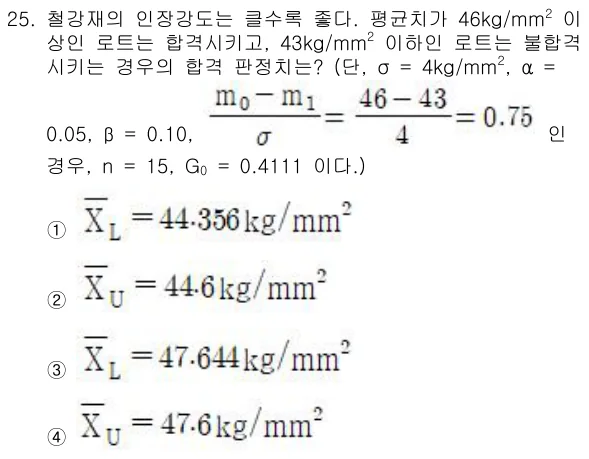 25. 철강재의 인장강도는 클수록 좋다. 평균치가 46kg/mm² 이
상인 로트는 합격시키고, 43kg/mm² 이하인 로트는 불합격
시키는 경우의 합격 판정치는? (단, σ = 4kg/mm², α =
0.05, β = 0.10, (m₀ − m₁)/σ = (46 − 43)/4 = 0.75 인
경우, n = 15, G₀ = 0.4111 이다.)
① X̄_L = 44.356kg/mm²
② X̄_U = 44.6kg/mm²
③ X̄_L = 47.644kg/mm²
④ X̄_U = 47.6kg/mm²